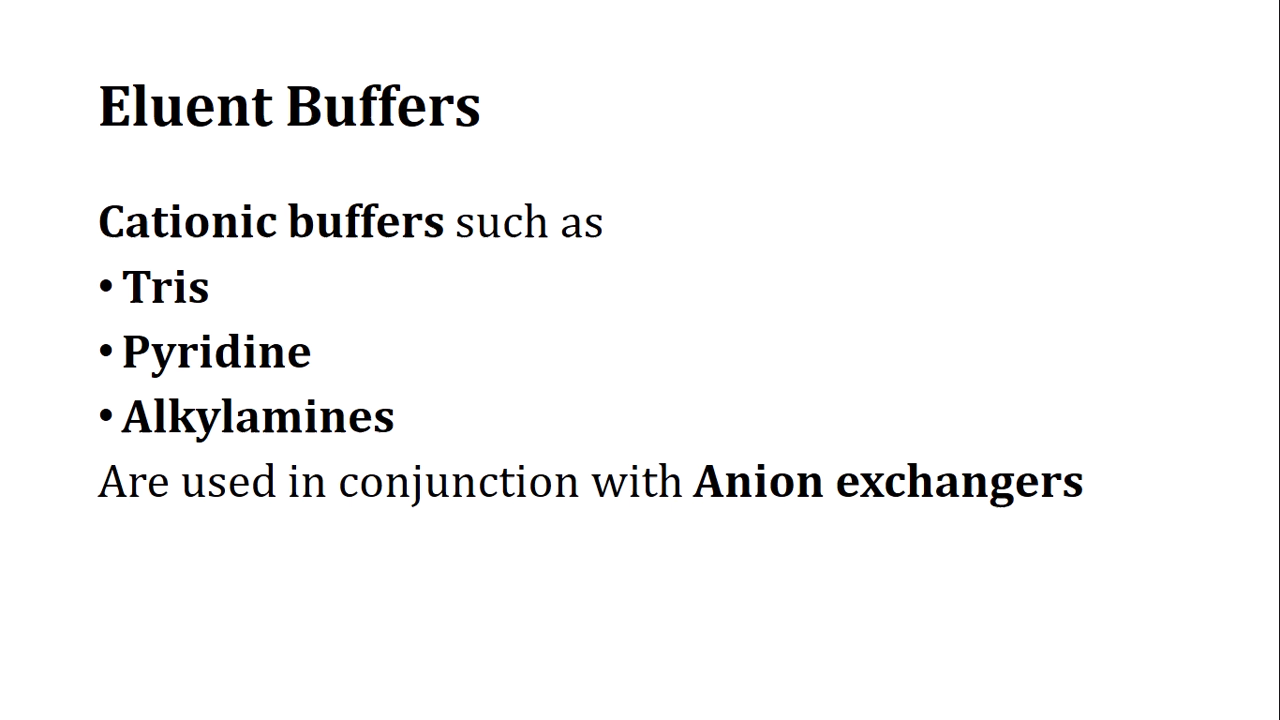 Eluent Buffers
Cationic buffers such as
• Tris
• Pyridine
• Alkylamines
Are used in conjunction with Anion exchangers